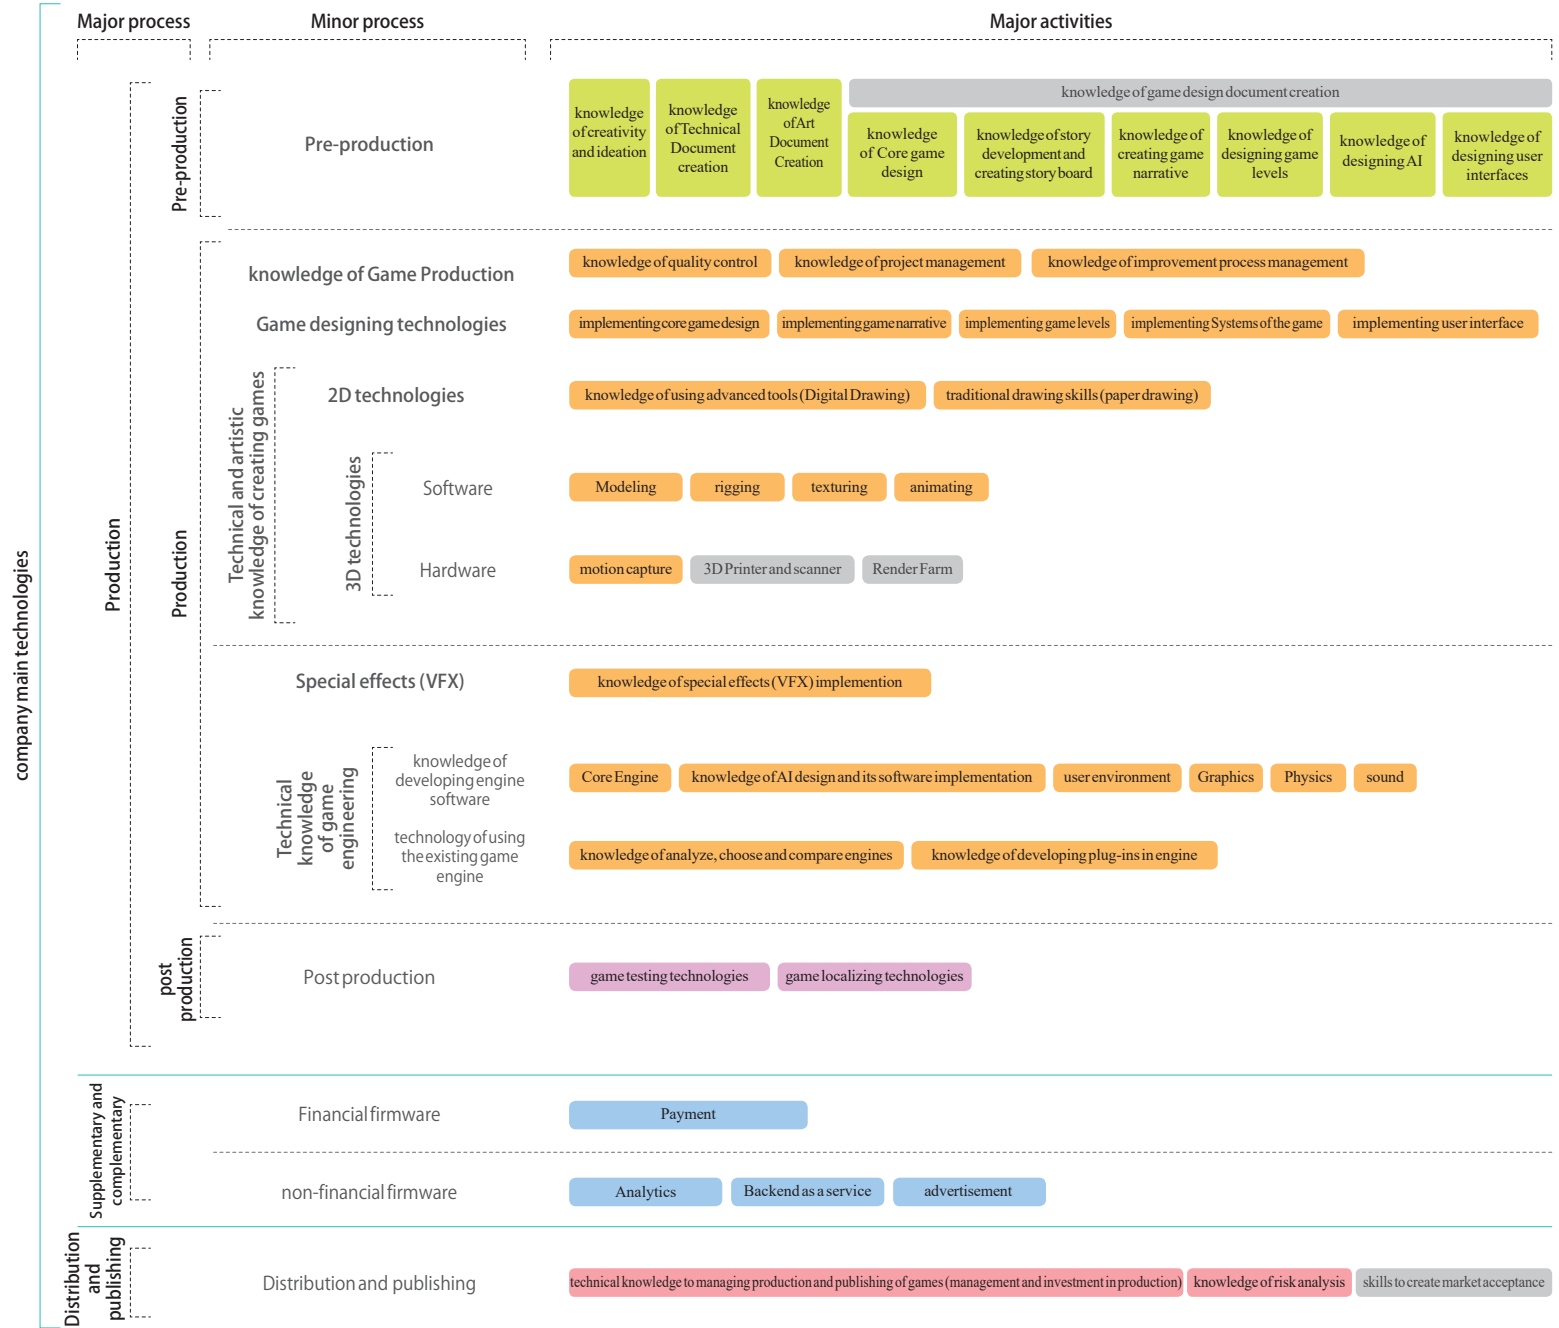 Major process
Minor process
Major activities
company main technologies
Production
Pre-production
Pre-production
knowledge
of creativity
and ideation
knowledge
of Technical
Document
creation
knowledge
of Art
Document
Creation
knowledge of game design document creation
knowledge
of Core game
design
knowledge of story
development and
creating story board
knowledge of
creating game
narrative
knowledge of
designing game
levels
knowledge of
designing AI
knowledge of
designing user
interfaces
Production
knowledge of Game Production
knowledge of quality control
knowledge of project management
knowledge of improvement process management
Game designing technologies
implementing core game design
implementing game narrative
implementing game levels
implementing Systems of the game
implementing user interface
Technical and artistic
knowledge of creating games
2D technologies
knowledge of using advanced tools (Digital Drawing)
traditional drawing skills (paper drawing)
3D technologies
Software
Modeling
rigging
texturing
animating
Hardware
motion capture
3D Printer and scanner
Render Farm
Special effects (VFX)
knowledge of special effects (VFX) implemention
Technical
knowledge
of game
engineering
knowledge of
developing engine
software
Core Engine
knowledge of AI design and its software implementation
user environment
Graphics
Physics
sound
technology of using
the existing game
engine
knowledge of analyze, choose and compare engines
knowledge of developing plug-ins in engine
post
production
Post production
game testing technologies
game localizing technologies
Supplementary and
complementary
Financial firmware
Payment
non-financial firmware
Analytics
Backend as a service
advertisement
Distribution
and
publishing
Distribution and publishing
technical knowledge to managing production and publishing of games (management and investment in production)
knowledge of risk analysis
skills to create market acceptance